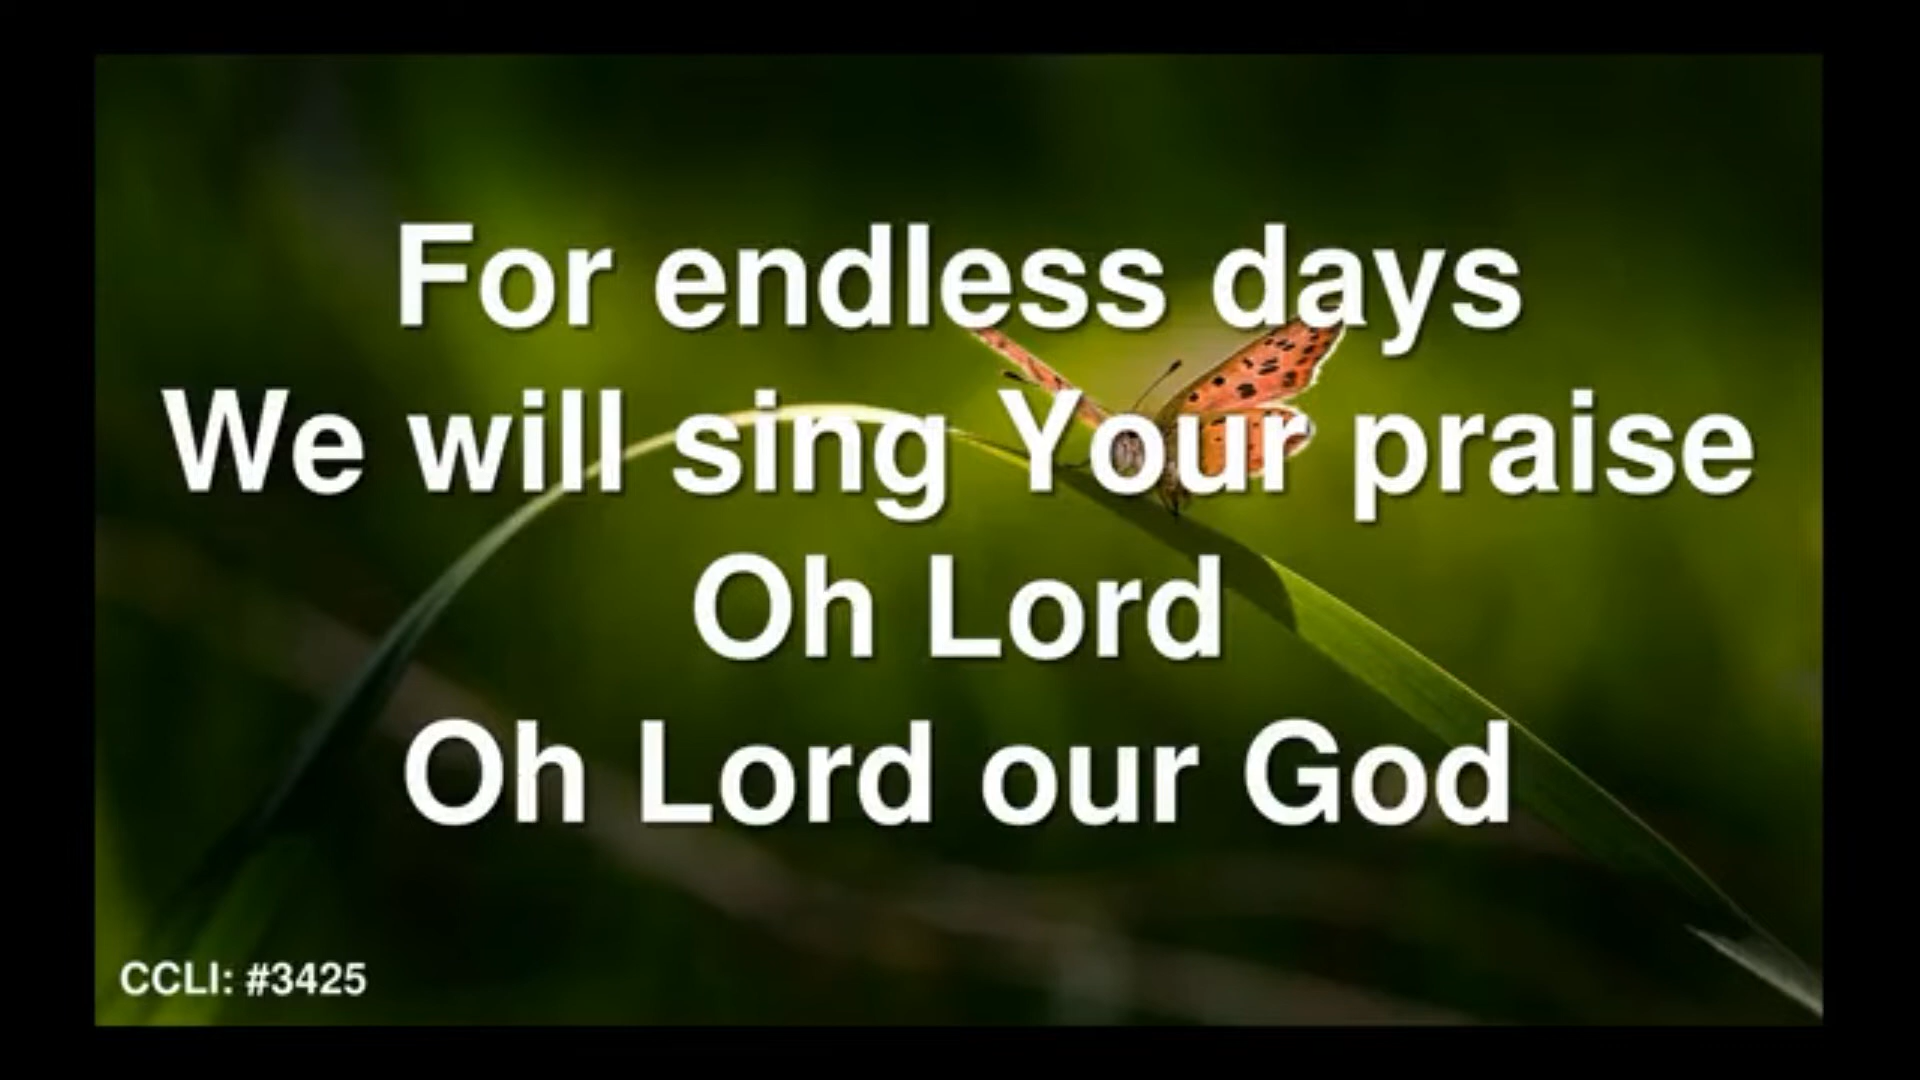 For endless days
We will sing Your praise
Oh Lord
Oh Lord our God
CCLI: #3425